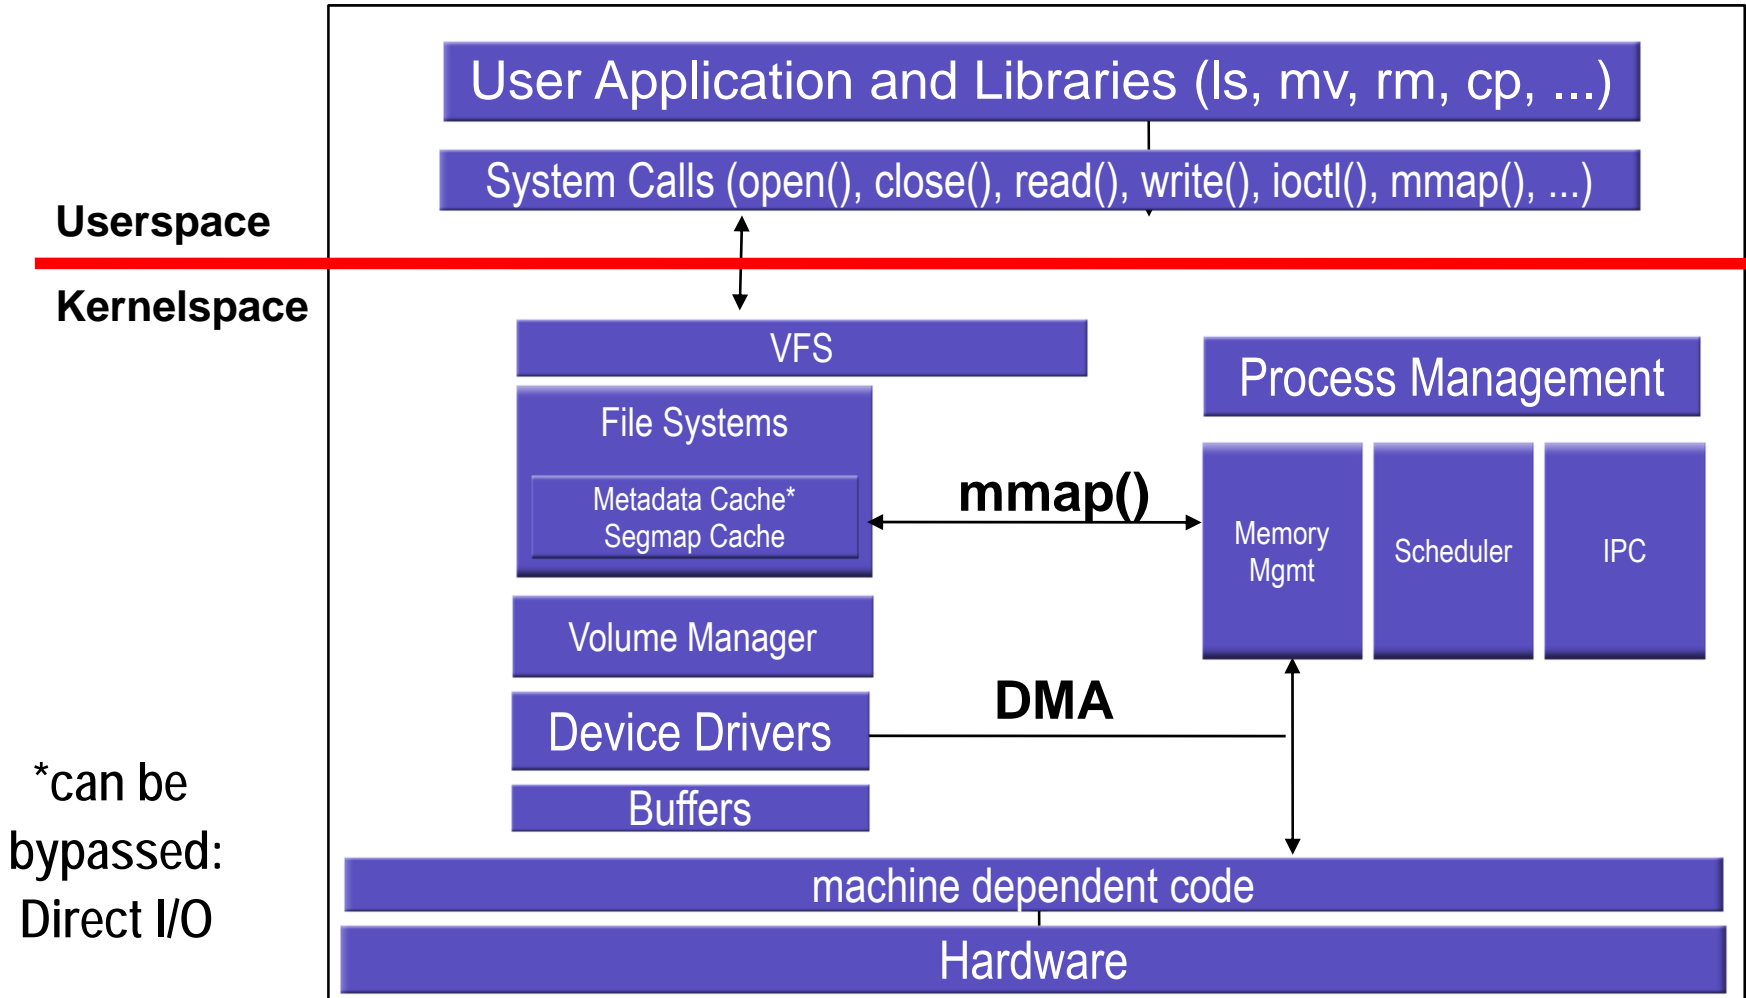 User Application and Libraries (ls, mv, rm, cp, ...)
System Calls (open(), close(), read(), write(), ioctl(), mmap(), ...)
Userspace
Kernelspace
VFS
Process Management
File Systems
Metadata Cache*
Segmap Cache
mmap()
Memory
Mgmt
Scheduler
IPC
Volume Manager
DMA
Device Drivers
Buffers
*can be
bypassed:
Direct I/O
machine dependent code
Hardware